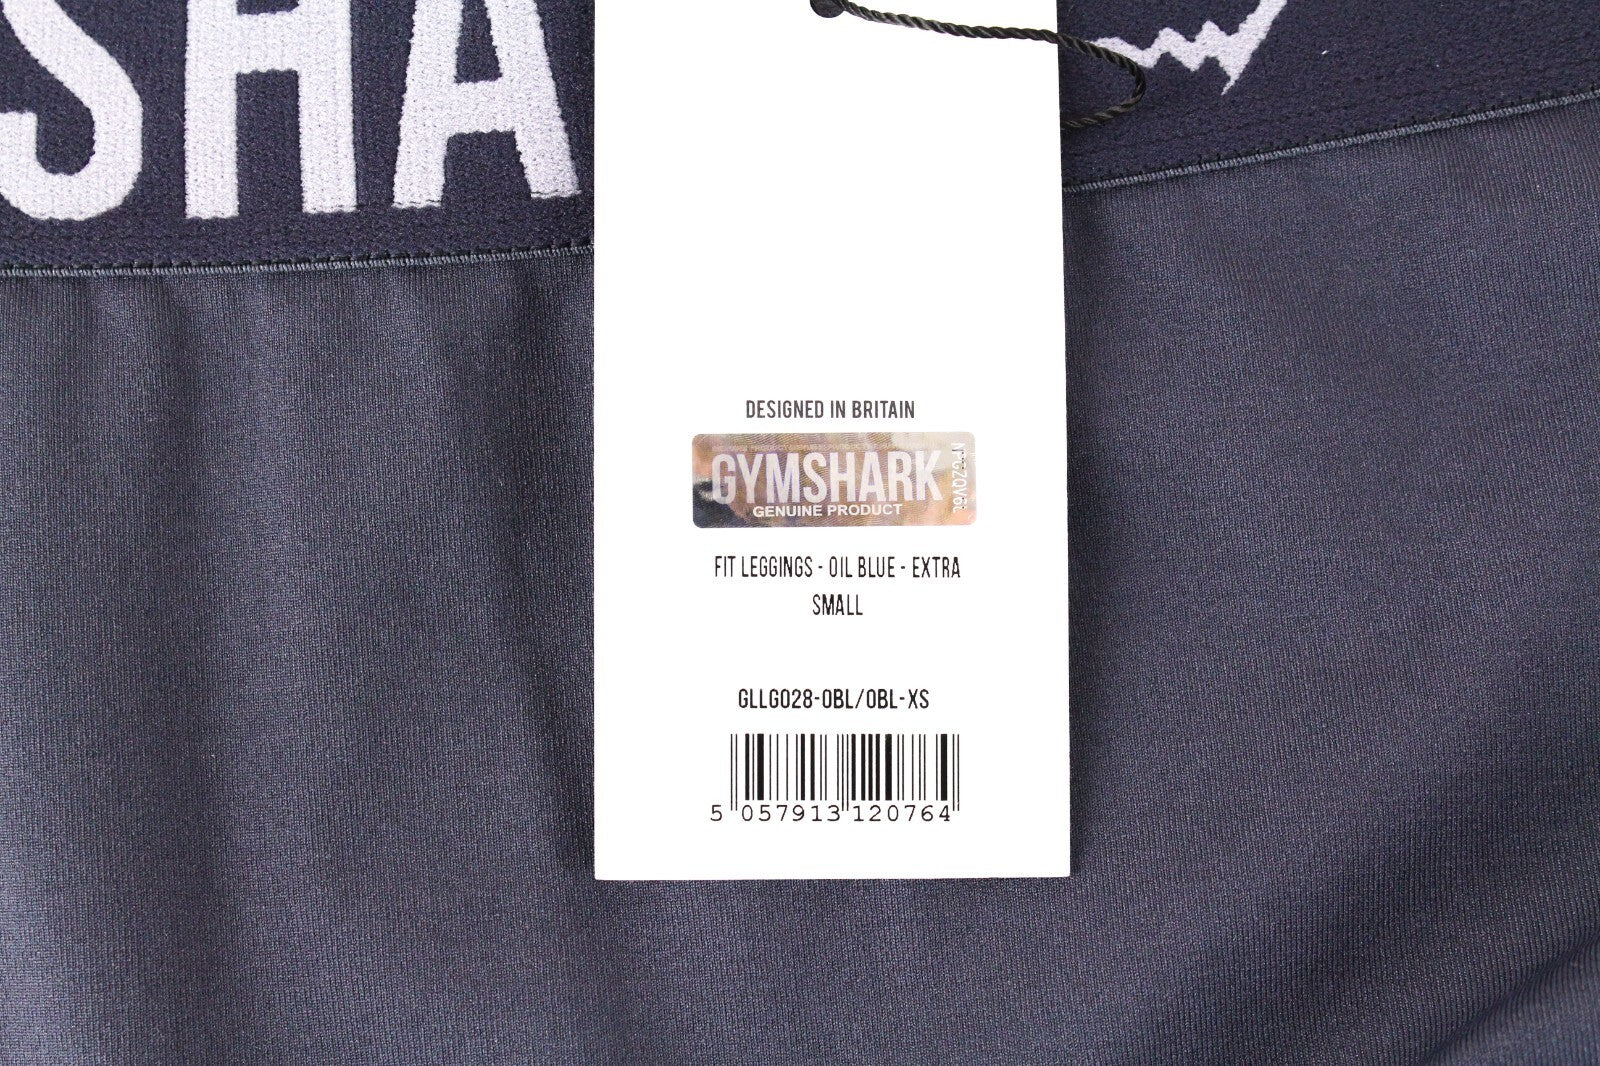 SHA
DESIGNED IN BRITAIN
GYMSHARK
GENUINE PRODUCT
FIT LEGGINGS - OIL BLUE - EXTRA
SMALL
GLLG028-OBL/OBL-XS
5 057913 120764